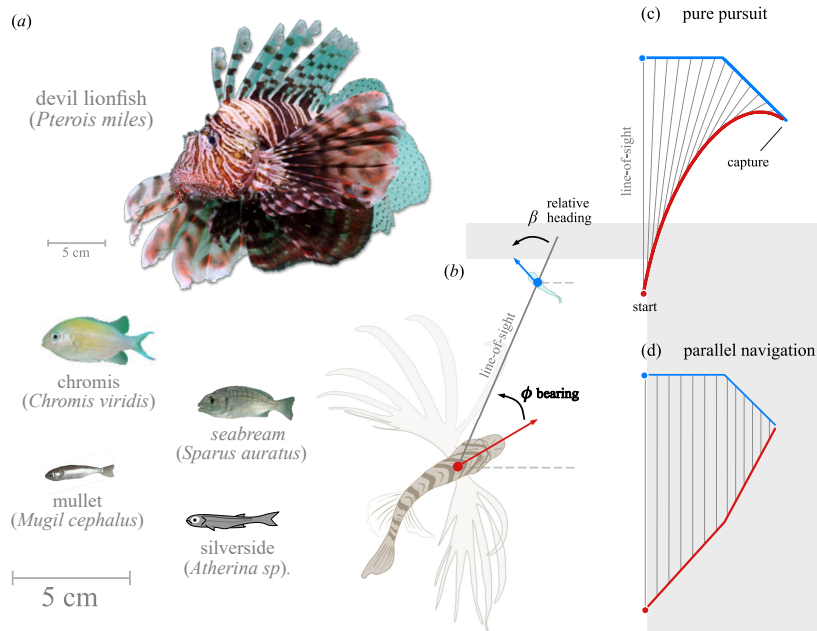 (a)
devil lionfish
(Pterois miles)
5 cm
chromis
(Chromis viridis)
seabream
(Sparus auratus)
mullet
(Mugil cephalus)
silverside
(Atherina sp).
5 cm
(b)
β
relative
heading
line-of-sight
ϕ bearing
(c) pure pursuit
line-of-sight
capture
start
(d) parallel navigation